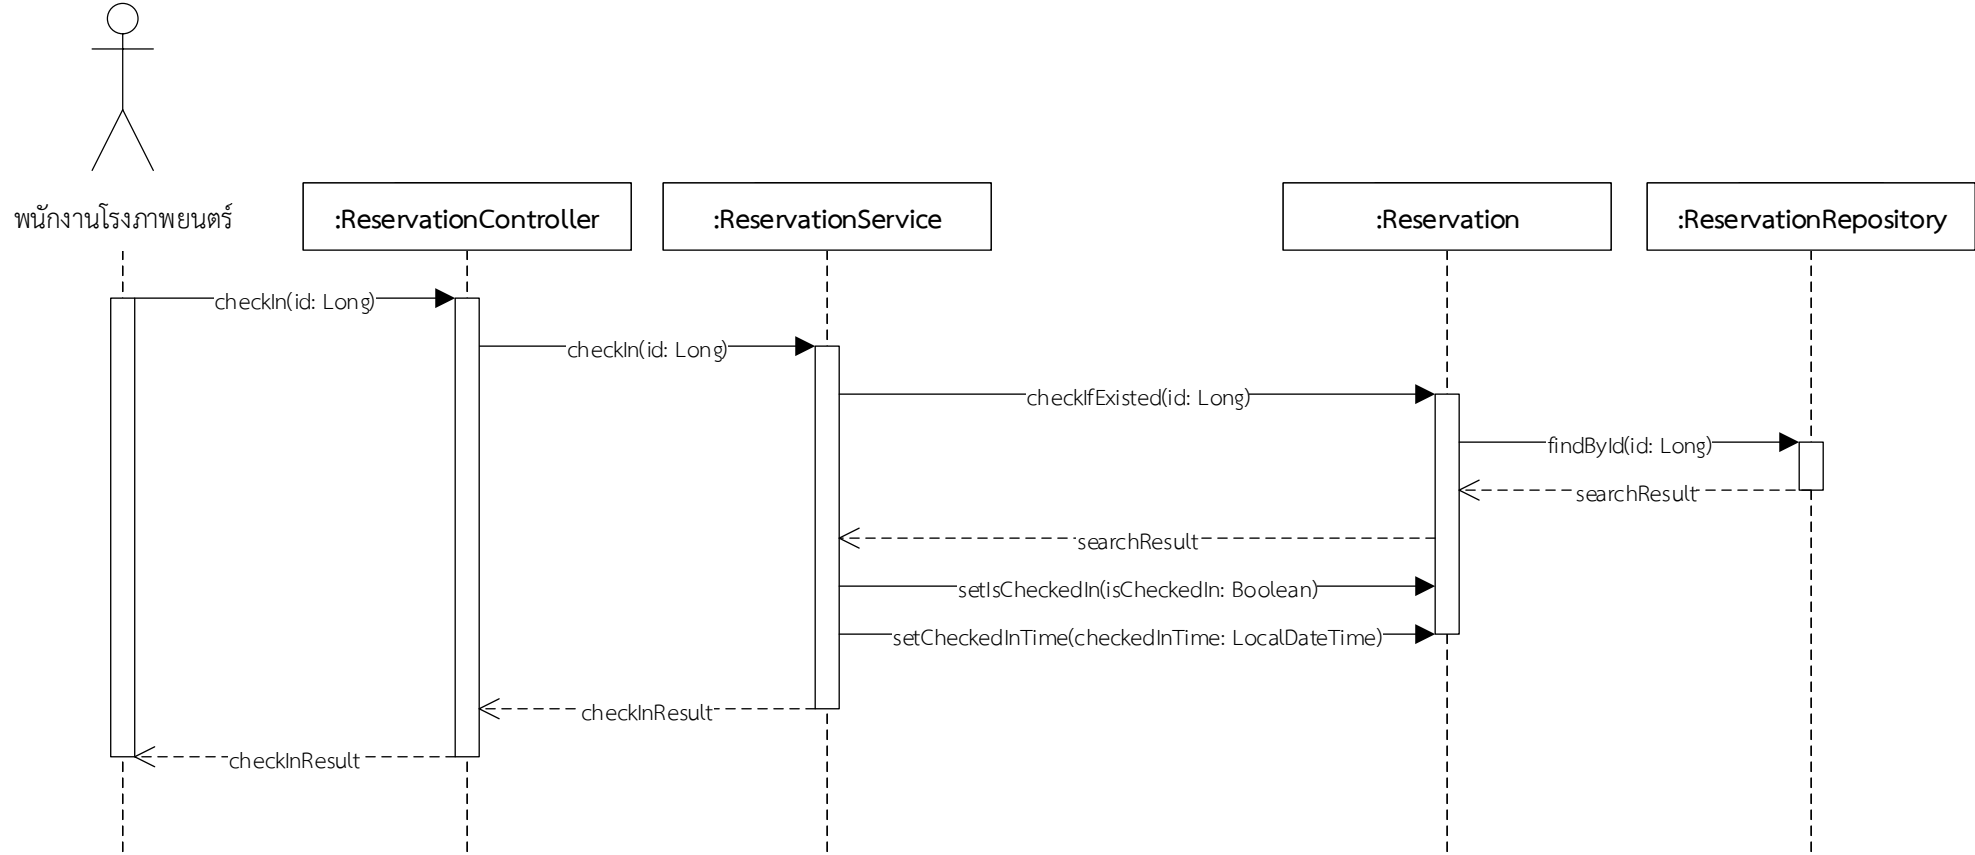 พนักงานโรงภาพยนตร์
:ReservationController
:ReservationService
:Reservation
:ReservationRepository
checkIn(id: Long)
checkIn(id: Long)
checkIfExisted(id: Long)
findById(id: Long)
searchResult
searchResult
setIsCheckedIn(isCheckedIn: Boolean)
setCheckedInTime(checkedInTime: LocalDateTime)
checkInResult
checkInResult